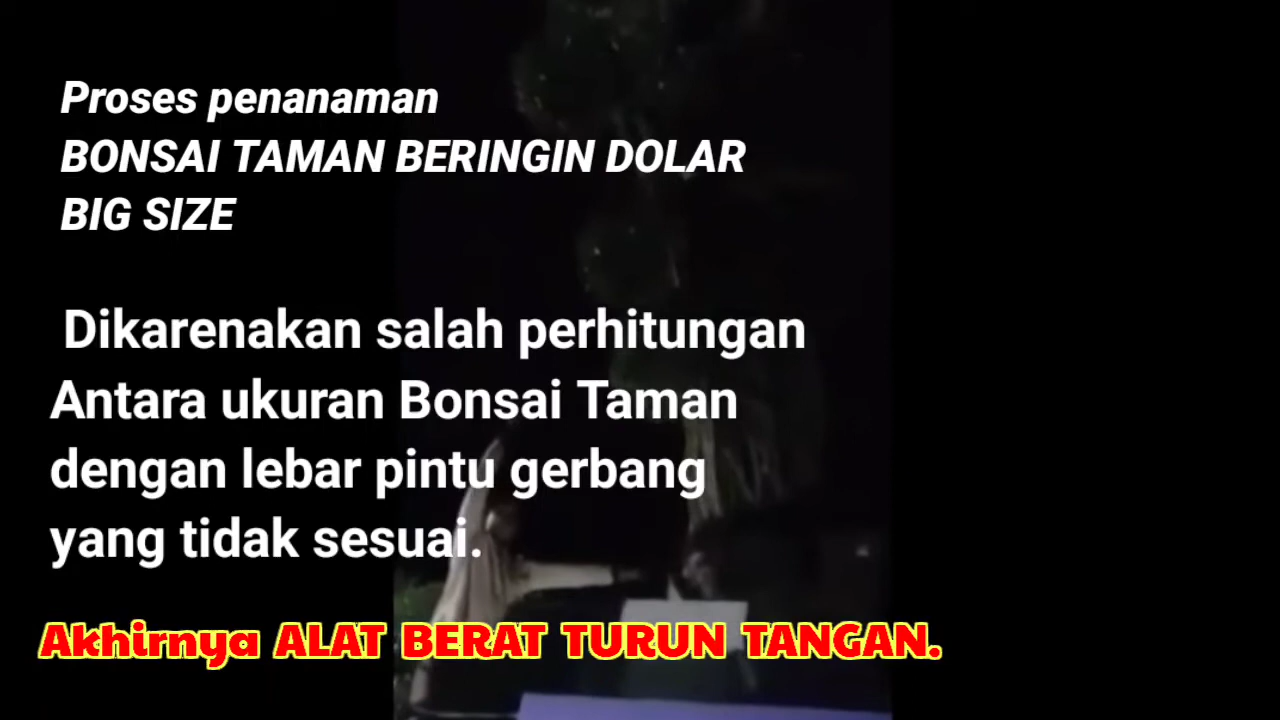 Proses penanaman
BONSAI TAMAN BERINGIN DOLAR
BIG SIZE
Dikarenakan salah perhitungan
Antara ukuran Bonsai Taman
dengan lebar pintu gerbang
yang tidak sesuai.
Akhirnya ALAT BERAT TURUN TANGAN.